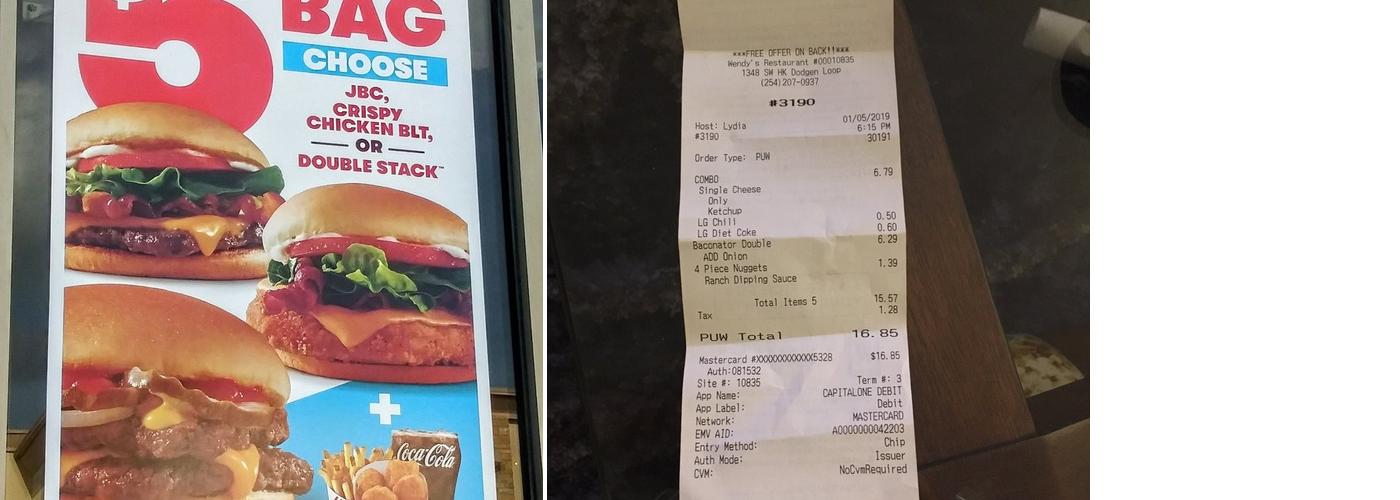 $5
BAG
CHOOSE
JBC,
CRISPY
CHICKEN BLT,
OR
DOUBLE STACK™
+
Coca-Cola
***FREE OFFER ON BACK!!***
Wendy's Restaurant #00010835
1348 SW HK Dodgen Loop
(254)207-0937
#3190
01/05/2019
Host: Lydia 6:15 PM
#3190 30191
Order Type: PUW
COMBO 6.79
Single Cheese
Only
Ketchup
LG Chili 0.50
LG Diet Coke 0.60
Baconator Double 6.29
ADD Onion
4 Piece Nuggets 1.39
Ranch Dipping Sauce
Total Items 5 15.57
Tax 1.28
PUW Total 16.85
Mastercard #XXXXXXXXXXXX5328 $16.85
Auth:081532
Site #: 10835 Term #: 3
App Name: CAPITALONE DEBIT
App Label: Debit
Network: MASTERCARD
EMV AID: A0000000042203
Entry Method: Chip
Auth Mode: Issuer
CVM: NoCvmRequired